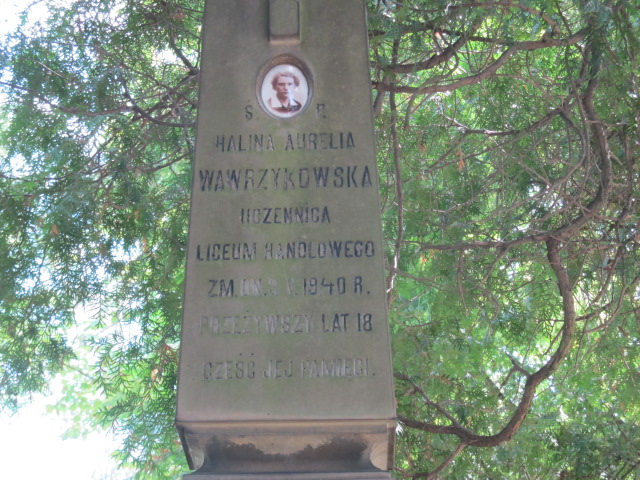 Ś. P.
HALINA AURELIA
WAWRZYKOWSKA
UCZENNICA
LICEUM HANDLOWEGO
ZM. DN. V. 1940 R.
PRZEŻYWSZY LAT 18
CZEŚĆ JEJ PAMIĘCI.